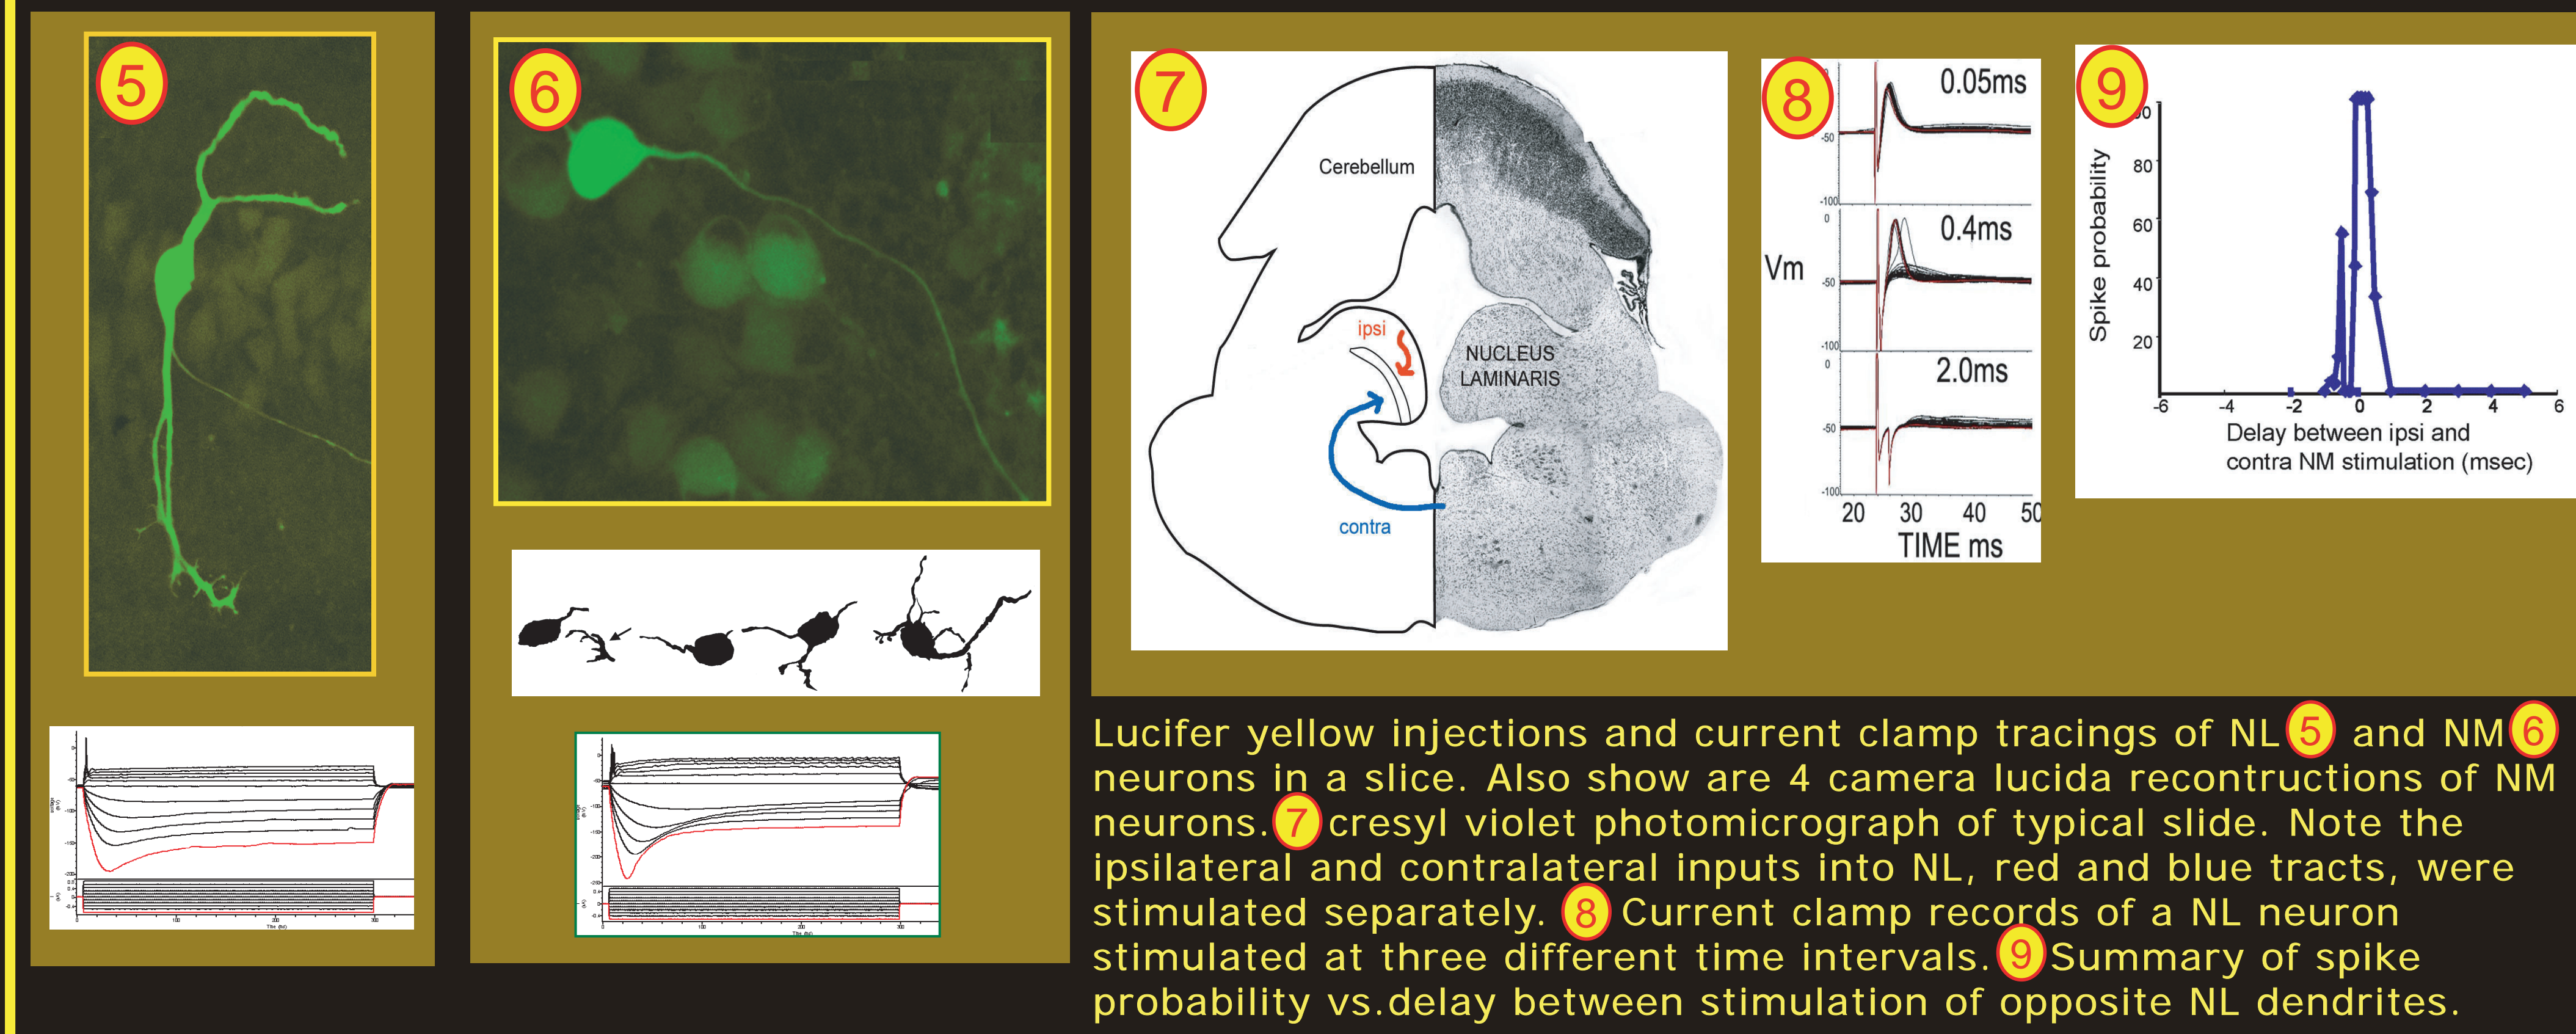 5
6
7
Cerebellum
ipsi
NUCLEUS
LAMINARIS
contra
8
0.05ms
-50
-100
0
0.4ms
Vm
-50
-100
0
2.0ms
-50
-100
20 30 40 50
TIME ms
9
80
60
40
20
Spike probability
-6 -4 -2 0 2 4 6
Delay between ipsi and
contra NM stimulation (msec)
Lucifer yellow injections and current clamp tracings of NL 5 and NM 6
neurons in a slice. Also show are 4 camera lucida recontructions of NM
neurons. 7 cresyl violet photomicrograph of typical slide. Note the
ipsilateral and contralateral inputs into NL, red and blue tracts, were
stimulated separately. 8 Current clamp records of a NL neuron
stimulated at three different time intervals. 9 Summary of spike
probability vs.delay between stimulation of opposite NL dendrites.